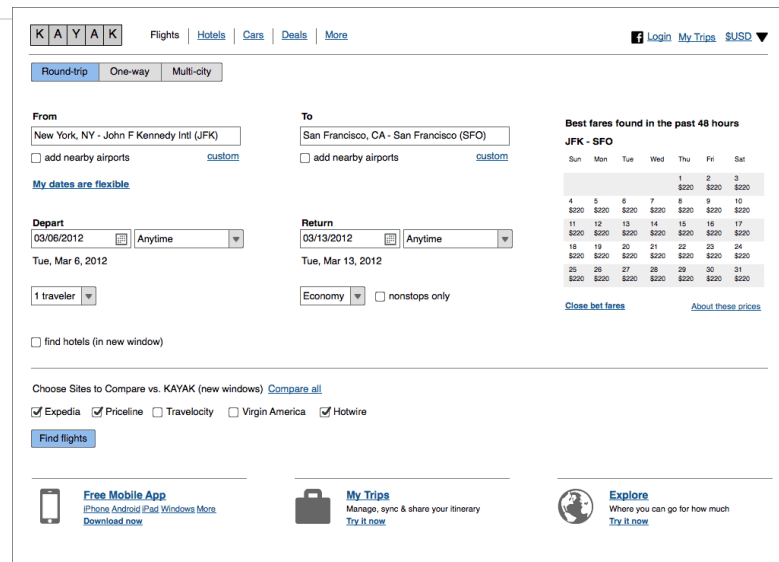 K A Y A K Flights Hotels Cars Deals More Login My Trips $USD
Round-trip One-way Multi-city
From
New York, NY - John F Kennedy Intl (JFK)
add nearby airports custom
My dates are flexible
To
San Francisco, CA - San Francisco (SFO)
add nearby airports custom
Depart
03/06/2012 Anytime
Tue, Mar 6, 2012
Return
03/13/2012 Anytime
Tue, Mar 13, 2012
1 traveler
Economy nonstops only
find hotels (in new window)
Best fares found in the past 48 hours
JFK - SFO
Sun Mon Tue Wed Thu Fri Sat
1 2 3
$220 $220 $220
4 5 6 7 8 9 10
$220 $220 $220 $220 $220 $220 $220
11 12 13 14 15 16 17
$220 $220 $220 $220 $220 $220 $220
18 19 20 21 22 23 24
$220 $220 $220 $220 $220 $220 $220
25 26 27 28 29 30 31
$220 $220 $220 $220 $220 $220 $220
Close bet fares About these prices
Choose Sites to Compare vs. KAYAK (new windows) Compare all
Expedia Priceline Travelocity Virgin America Hotwire
Find flights
Free Mobile App
iPhone Android iPad Windows More
Download now
My Trips
Manage, sync & share your itinerary
Try it now
Explore
Where you can go for how much
Try it now